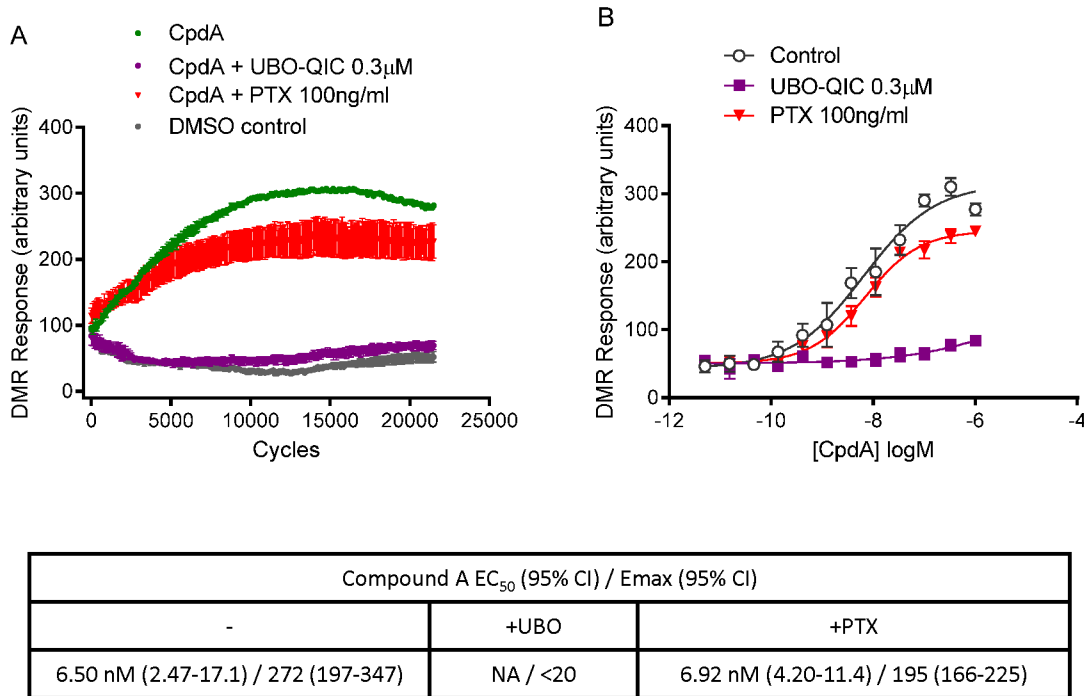 A
CpdA
CpdA + UBO-QIC 0.3μM
CpdA + PTX 100ng/ml
DMSO control
DMR Response (arbitrary units)
400
300
200
100
0
0 5000 10000 15000 20000 25000
Cycles
B
Control
UBO-QIC 0.3μM
PTX 100ng/ml
DMR Response (arbitrary units)
400
300
200
100
0
-12 -10 -8 -6 -4
[CpdA] logM
Compound A EC₅₀ (95% CI) / Emax (95% CI)
- +UBO +PTX
6.50 nM (2.47-17.1) / 272 (197-347) NA / <20 6.92 nM (4.20-11.4) / 195 (166-225)